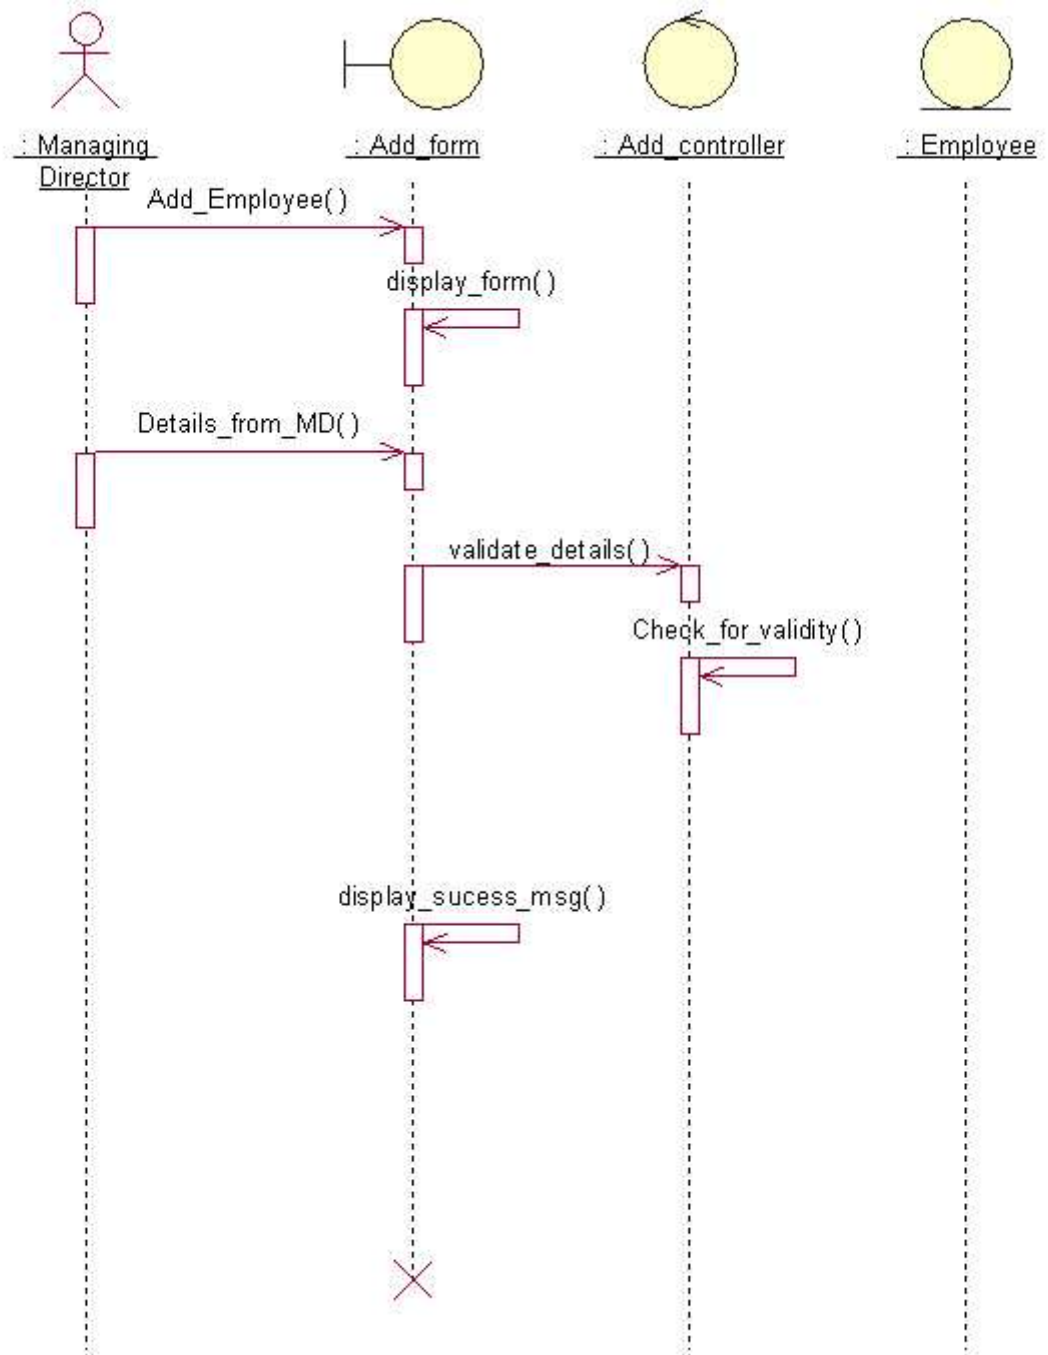 : Managing
Director
: Add_form
: Add_controller
: Employee
Add_Employee( )
display_form( )
Details_from_MD( )
validate_details( )
Check_for_validity( )
display_sucess_msg( )